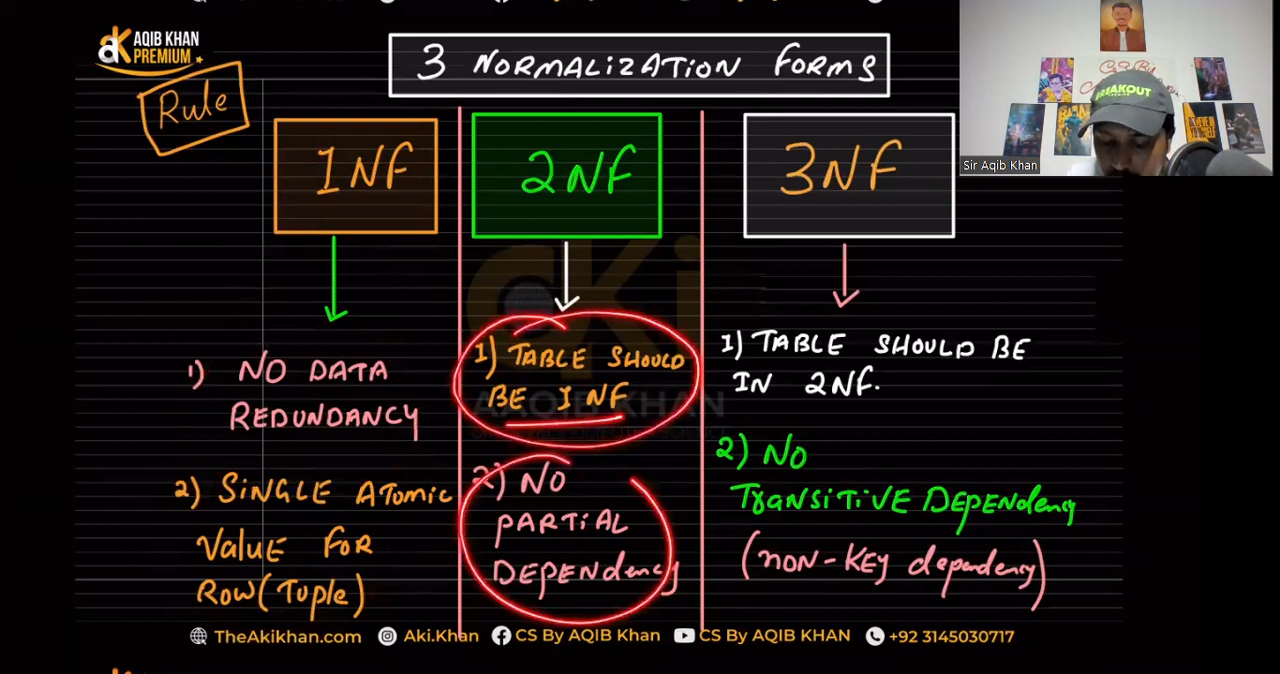 AQIB KHAN
PREMIUM
3 NORMALIZATION FORMS
Rule
1NF
2NF
3NF
BREAKOUT
Sir Aqib Khan
1) NO DATA
REDUNDANCY
2) SINGLE ATOMIC
VALUE FOR
ROW (TUPLE)
1) TABLE SHOULD
BE 1NF
2) NO
PARTIAL
DEPENDENCY
1) TABLE SHOULD BE
IN 2NF.
2) NO
TRANSITIVE DEPENDENCY
(NON-KEY dependency)
TheAkikhan.com
Aki.Khan
CS By AQIB Khan
CS By AQIB KHAN
+92 3145030717